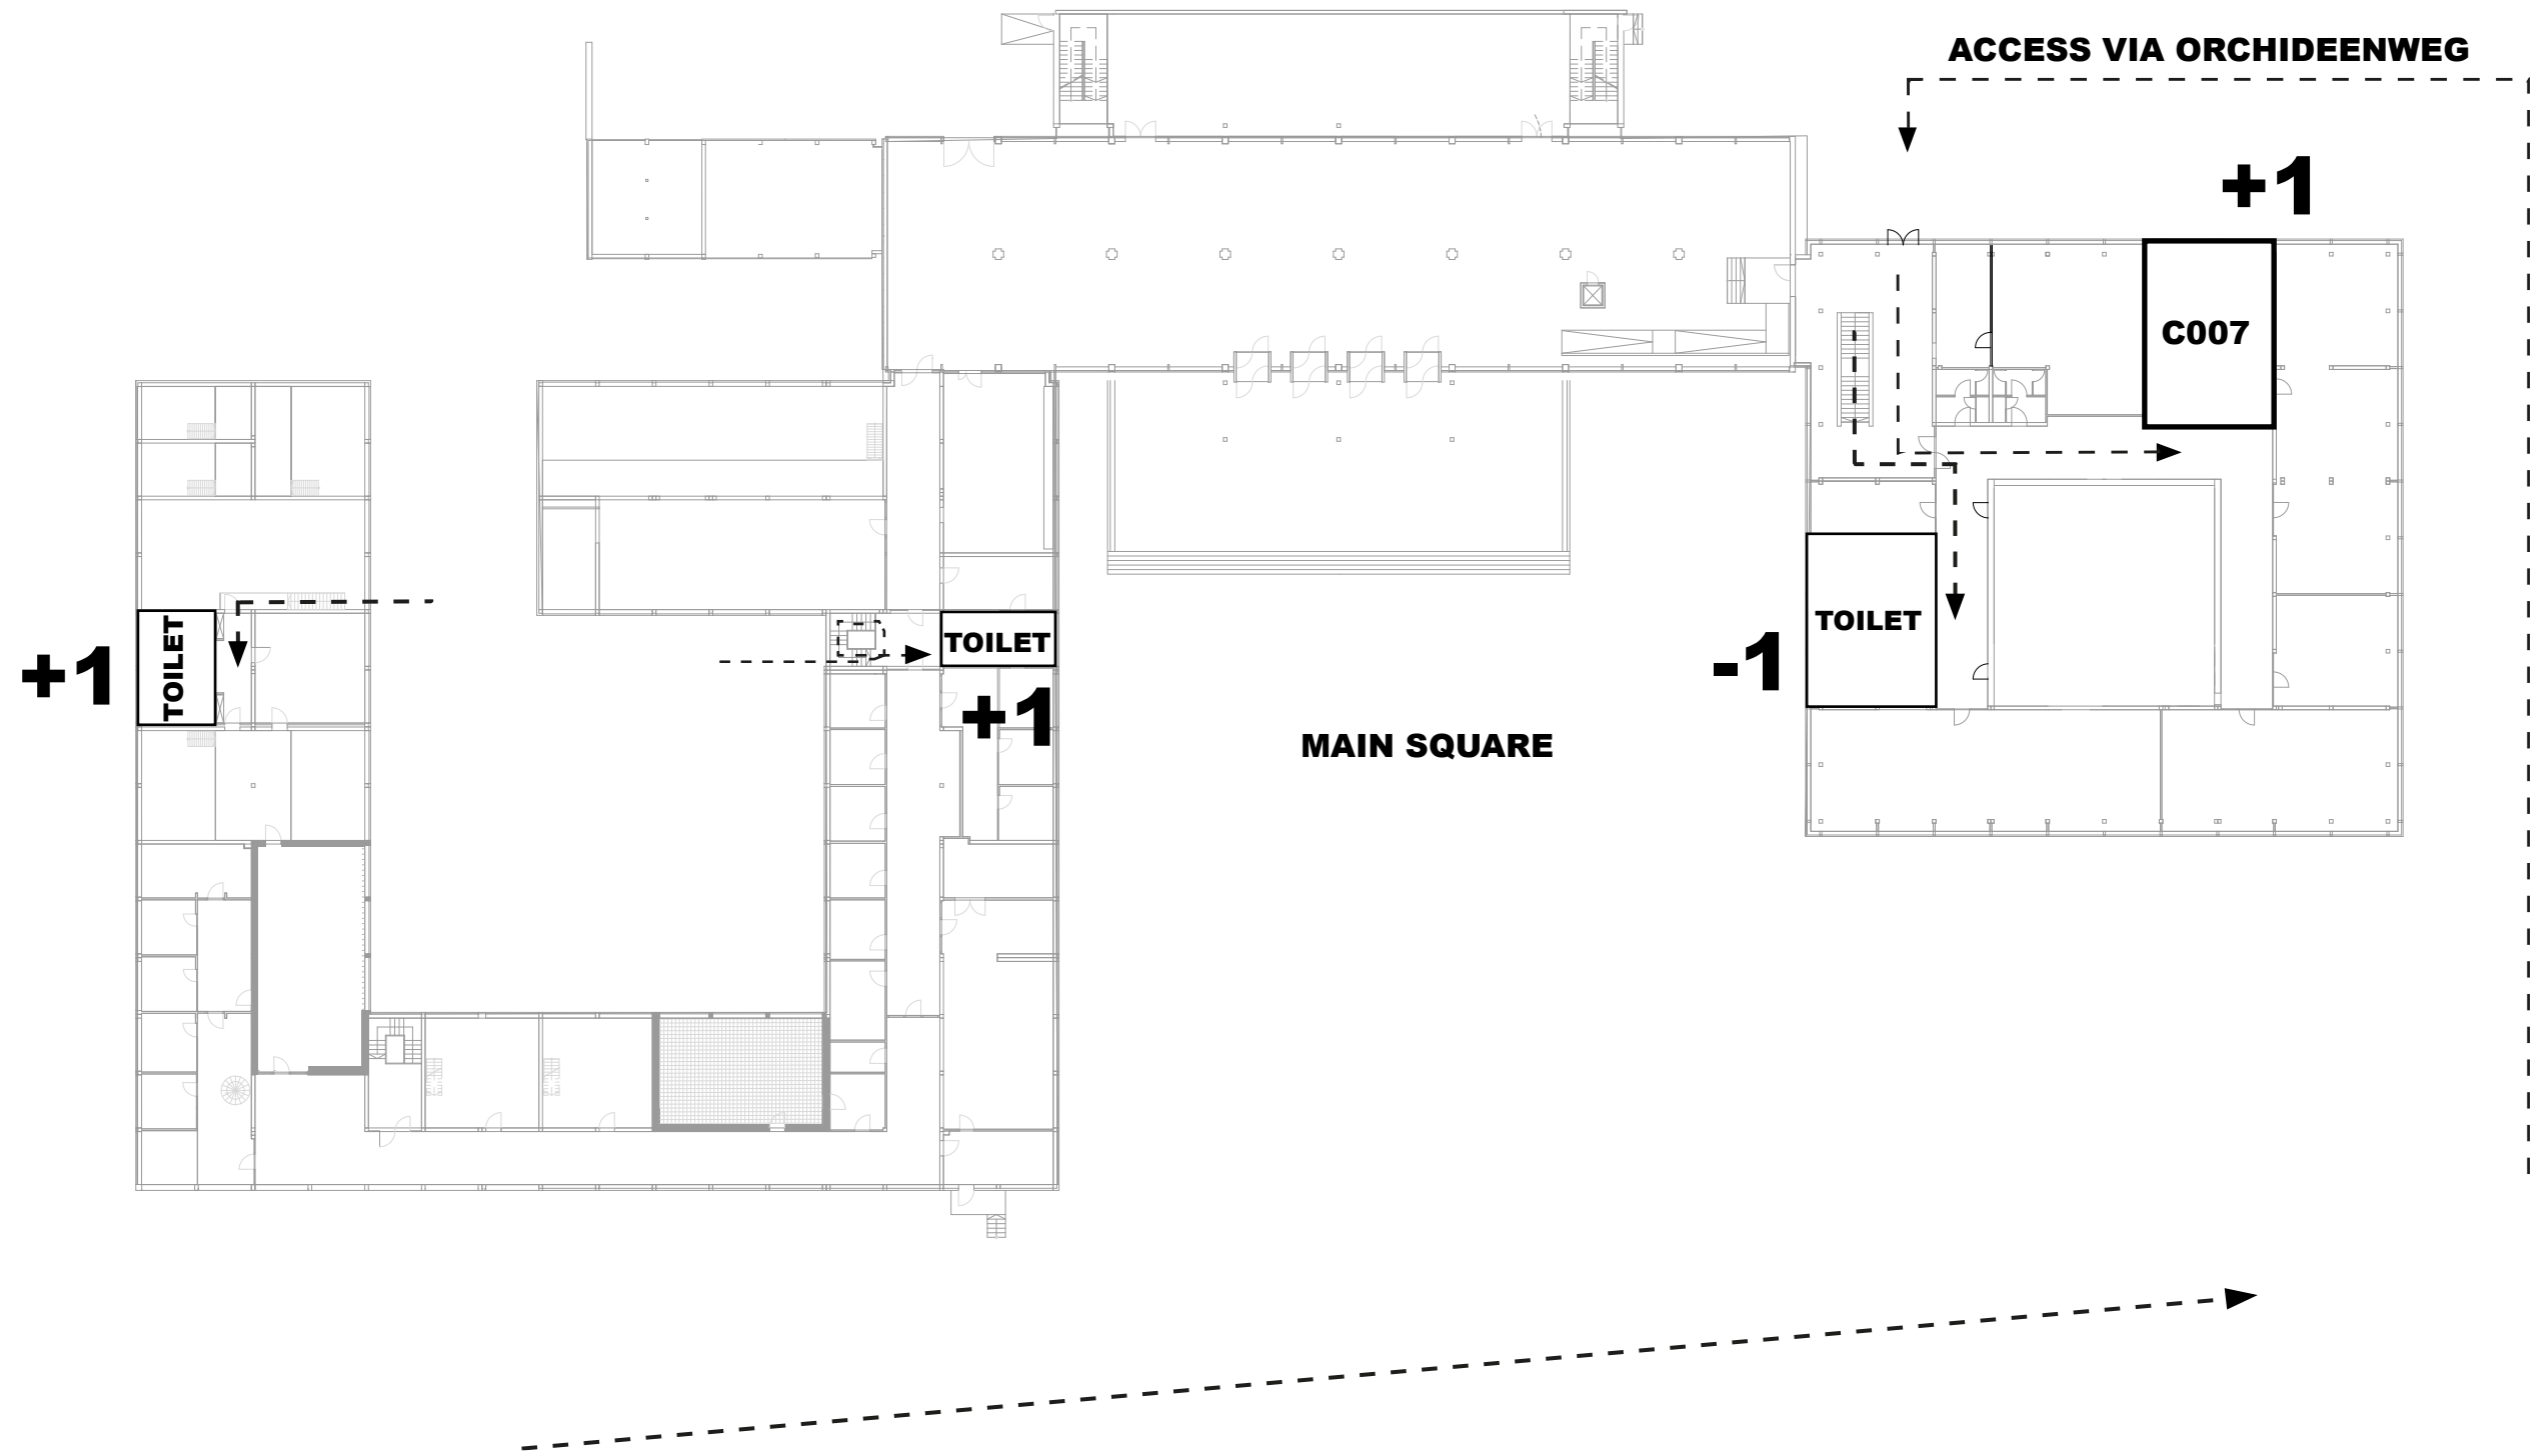 ACCESS VIA ORCHIDEENWEG
+1
C007
TOILET
+1
TOILET
+1
TOILET
-1
MAIN SQUARE